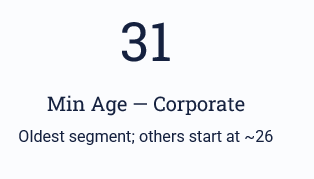 31
Min Age — Corporate
Oldest segment; others start at ~26